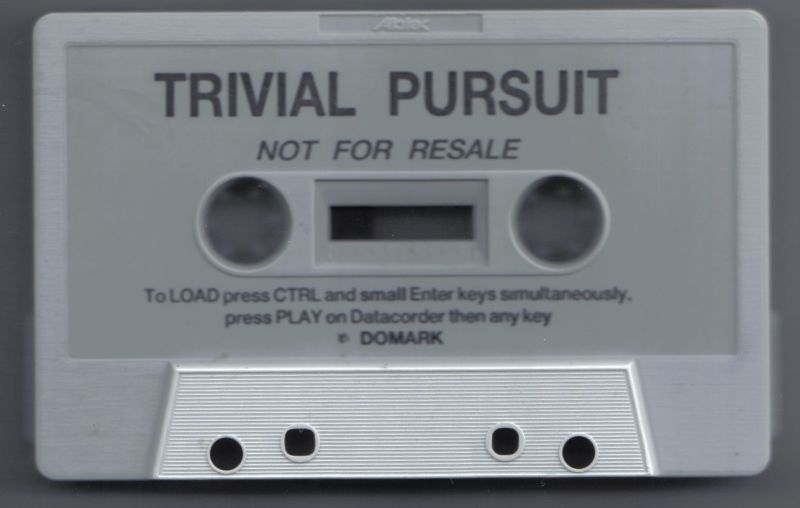 Ablex
TRIVIAL PURSUIT
NOT FOR RESALE
To LOAD press CTRL and small Enter keys simultaneously.
press PLAY on Datacorder then any key
© DOMARK